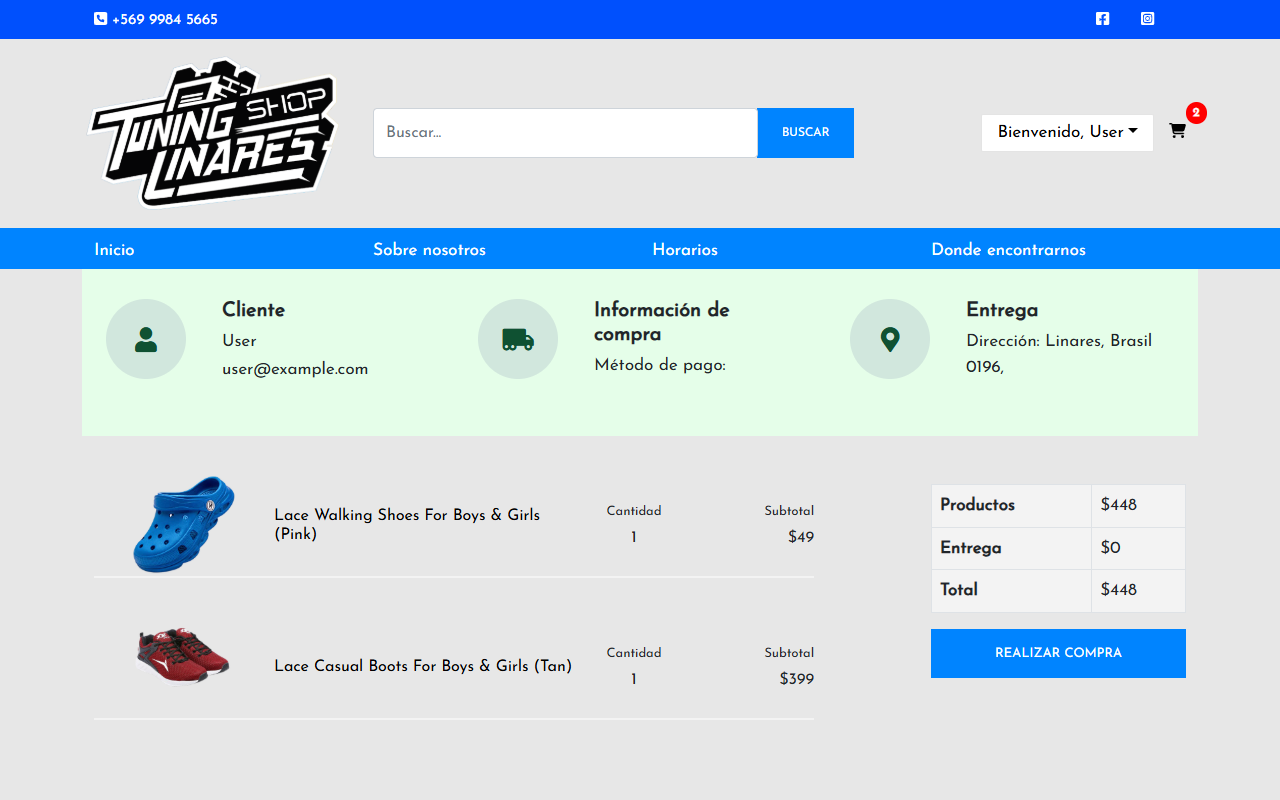 +569 9984 5665
TUNING SHOP
LINARES
Buscar...
BUSCAR
Bienvenido, User
2
Inicio
Sobre nosotros
Horarios
Donde encontrarnos
Cliente
User
user@example.com
Información de
compra
Método de pago:
Entrega
Dirección: Linares, Brasil
0196,
Lace Walking Shoes For Boys & Girls
(Pink)
Cantidad
1
Subtotal
$49
Lace Casual Boots For Boys & Girls (Tan)
Cantidad
1
Subtotal
$399
Productos $448
Entrega $0
Total $448
REALIZAR COMPRA